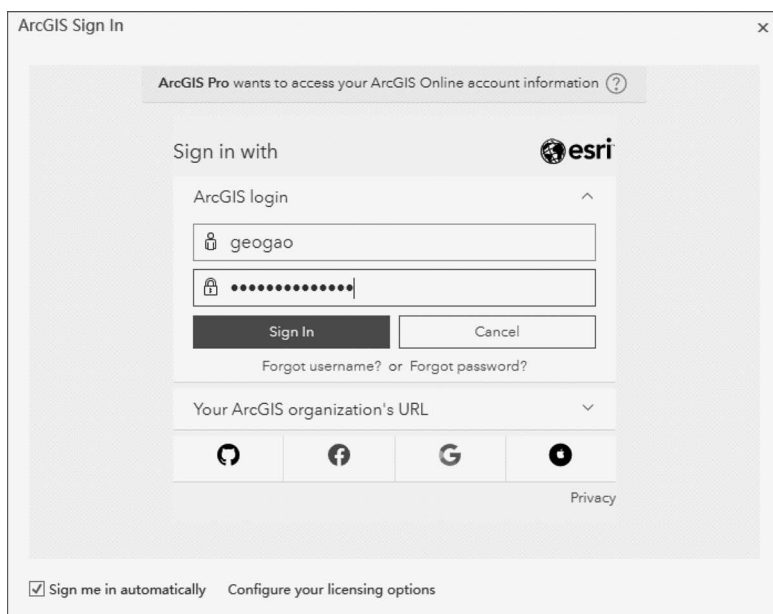 ArcGIS Sign In
ArcGIS Pro wants to access your ArcGIS Online account information ?
Sign in with
esri
ArcGIS login
geogao
••••••••••••••
Sign In Cancel
Forgot username? or Forgot password?
Your ArcGIS organization's URL
Privacy
Sign me in automatically Configure your licensing options